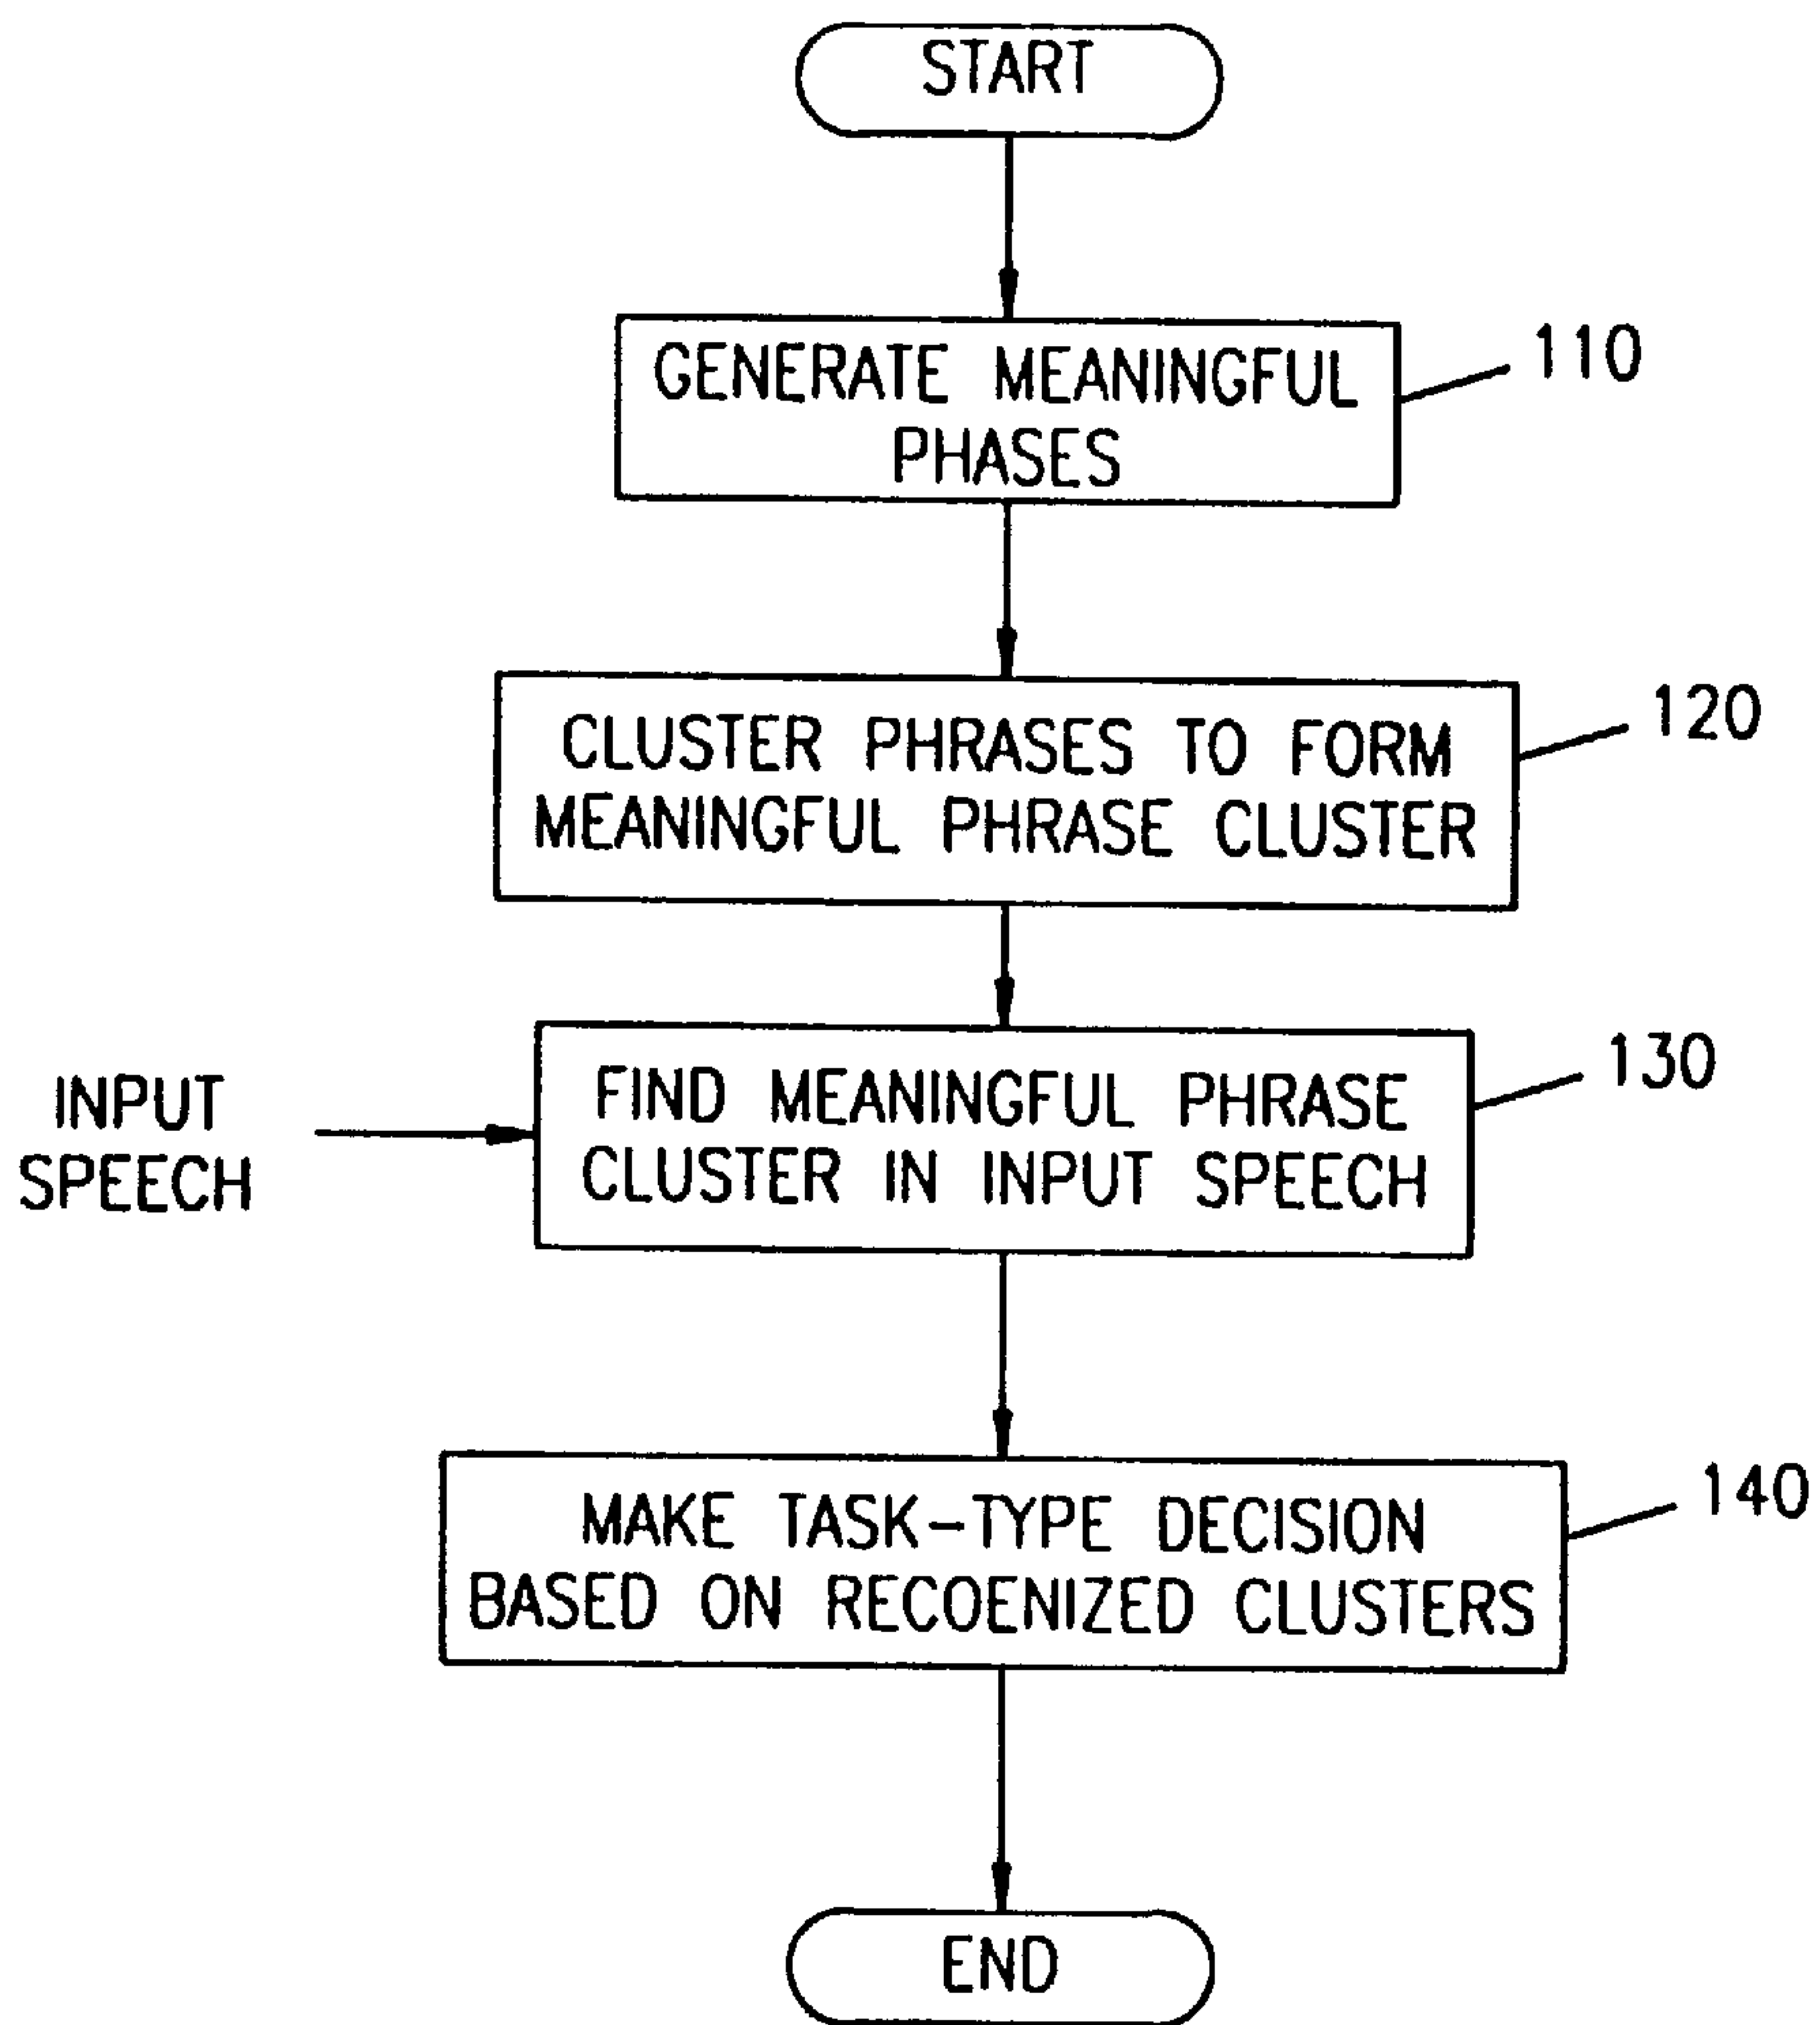 START
GENERATE MEANINGFUL
PHASES
110
CLUSTER PHRASES TO FORM
MEANINGFUL PHRASE CLUSTER
120
INPUT
SPEECH
FIND MEANINGFUL PHRASE
CLUSTER IN INPUT SPEECH
130
MAKE TASK-TYPE DECISION
BASED ON RECOENIZED CLUSTERS
140
END